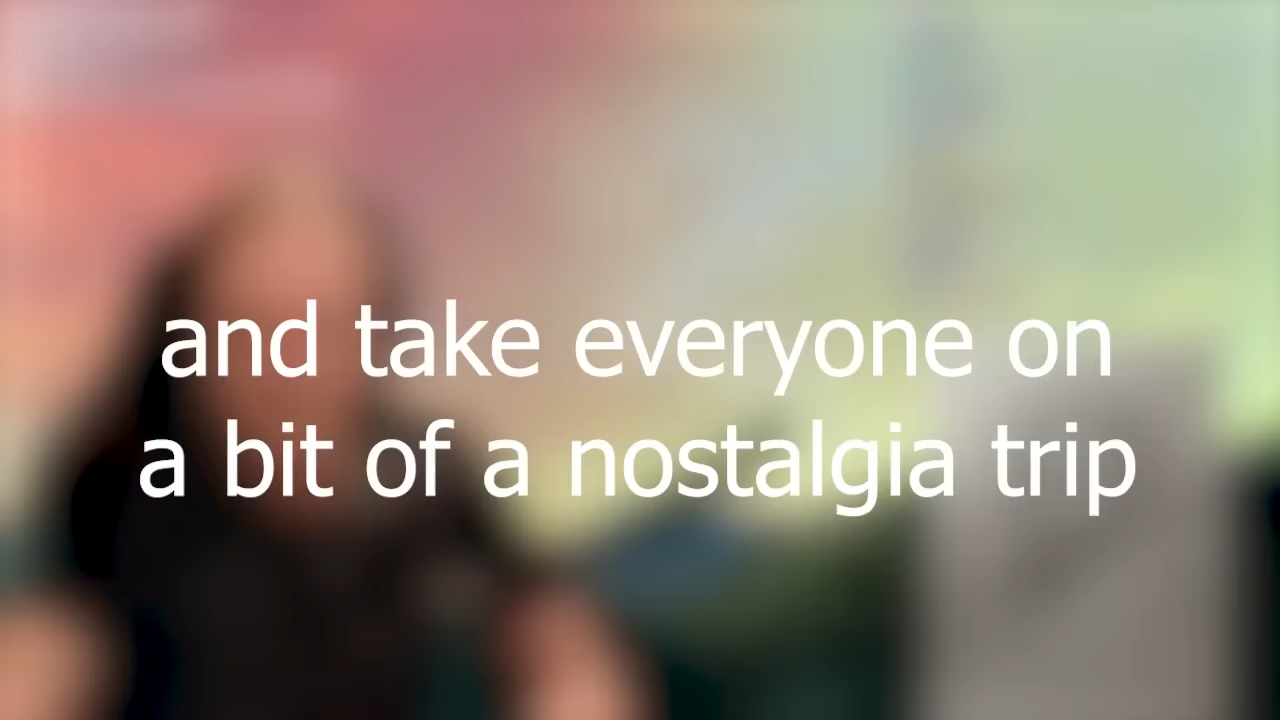 and take everyone on
a bit of a nostalgia trip